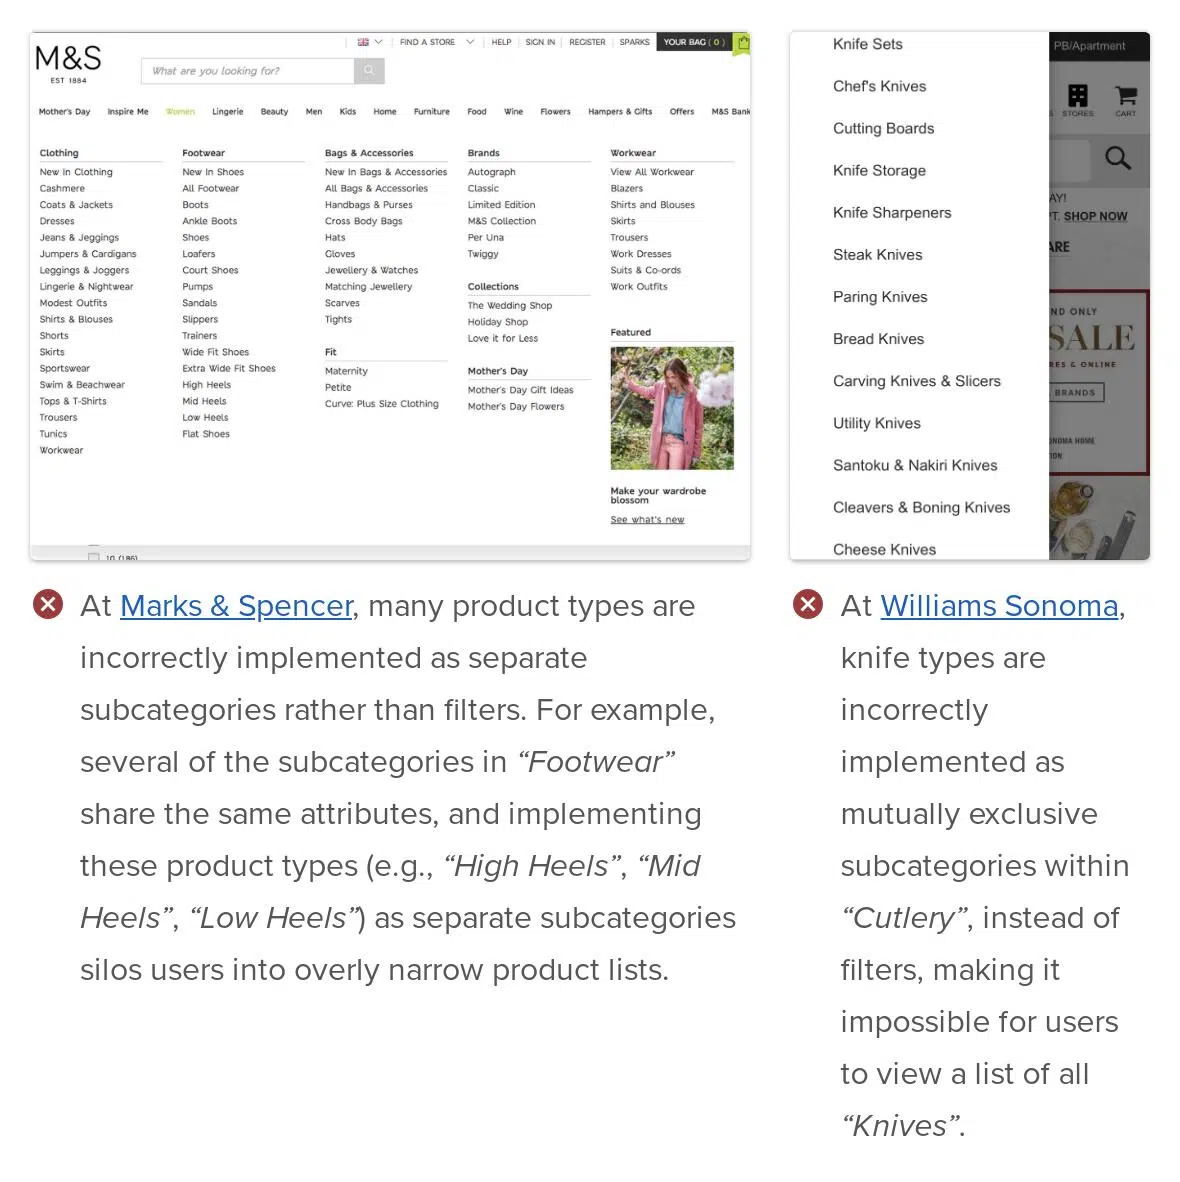 M&S
EST 1884
FIND A STORE
HELP
SIGN IN
REGISTER
SPARKS
YOUR BAG ( 0 )
What are you looking for?
Mother's Day
Inspire Me
Women
Lingerie
Beauty
Men
Kids
Home
Furniture
Food
Wine
Flowers
Hampers & Gifts
Offers
M&S Bank
Clothing
New In Clothing
Cashmere
Coats & Jackets
Dresses
Jeans & Jeggings
Jumpers & Cardigans
Leggings & Joggers
Lingerie & Nightwear
Modest Outfits
Shirts & Blouses
Shorts
Skirts
Sportswear
Swim & Beachwear
Tops & T-Shirts
Trousers
Tunics
Workwear
Footwear
New In Shoes
All Footwear
Boots
Ankle Boots
Shoes
Loafers
Court Shoes
Pumps
Sandals
Slippers
Trainers
Wide Fit Shoes
Extra Wide Fit Shoes
High Heels
Mid Heels
Low Heels
Flat Shoes
Bags & Accessories
New In Bags & Accessories
All Bags & Accessories
Handbags & Purses
Cross Body Bags
Hats
Gloves
Jewellery & Watches
Matching Jewellery
Scarves
Tights
Fit
Maternity
Petite
Curve: Plus Size Clothing
Brands
Autograph
Classic
Limited Edition
M&S Collection
Per Una
Twiggy
Collections
The Wedding Shop
Holiday Shop
Love it for Less
Mother's Day
Mother's Day Gift Ideas
Mother's Day Flowers
Workwear
View All Workwear
Blazers
Shirts and Blouses
Skirts
Trousers
Work Dresses
Suits & Co-ords
Work Outfits
Featured
Make your wardrobe
blossom
See what's new
Knife Sets
Chef's Knives
Cutting Boards
Knife Storage
Knife Sharpeners
Steak Knives
Paring Knives
Bread Knives
Carving Knives & Slicers
Utility Knives
Santoku & Nakiri Knives
Cleavers & Boning Knives
Cheese Knives
PB/Apartment
STORES
CART
AY!
T. SHOP NOW
ARE
ND ONLY
SALE
RES & ONLINE
BRANDS
NOMA HOME
ION
At Marks & Spencer, many product types are
incorrectly implemented as separate
subcategories rather than filters. For example,
several of the subcategories in “Footwear”
share the same attributes, and implementing
these product types (e.g., “High Heels”, “Mid
Heels”, “Low Heels”) as separate subcategories
silos users into overly narrow product lists.
At Williams Sonoma,
knife types are
incorrectly
implemented as
mutually exclusive
subcategories within
“Cutlery”, instead of
filters, making it
impossible for users
to view a list of all
“Knives”.